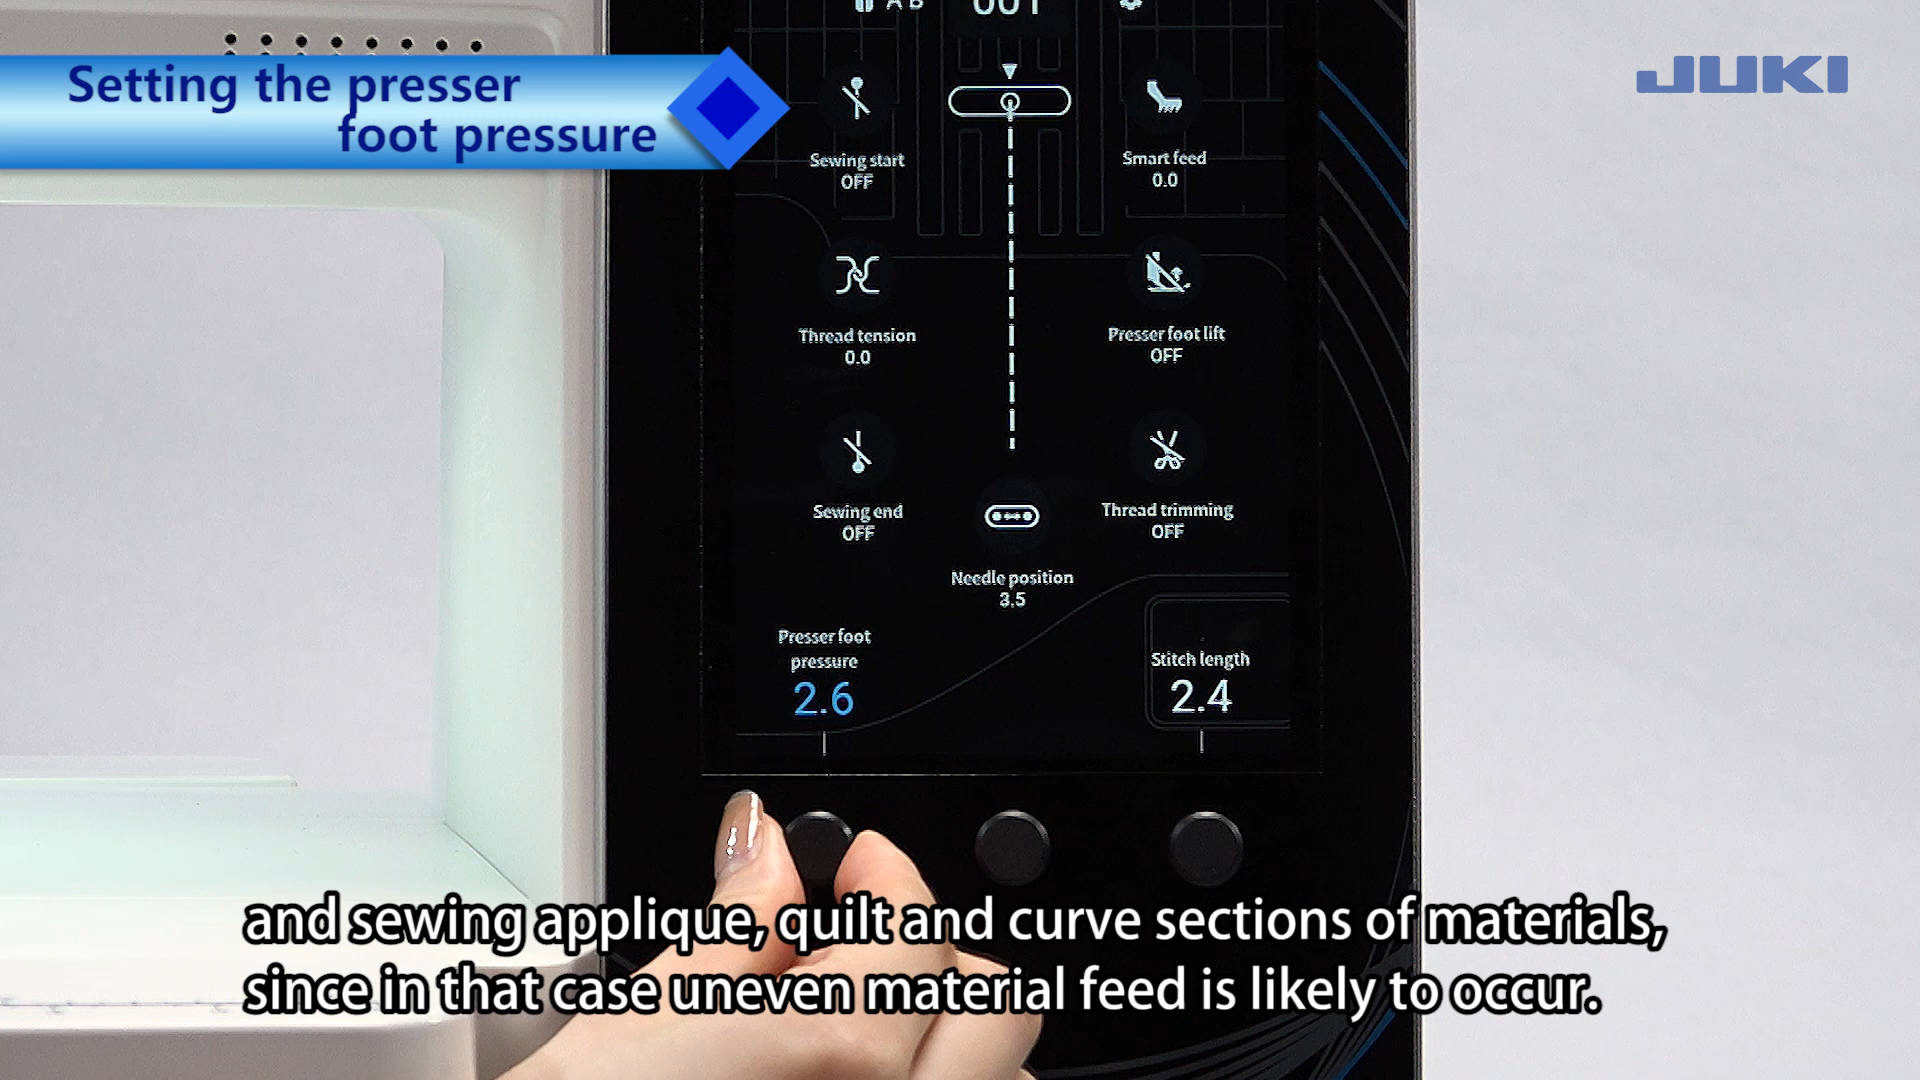 A B
001
Setting the presser
foot pressure
JUKI
Sewing start
OFF
Smart feed
0.0
Thread tension
0.0
Presser foot lift
OFF
Sewing end
OFF
Thread trimming
OFF
Needle position
3.5
Presser foot
pressure
2.6
Stitch length
2.4
and sewing applique, quilt and curve sections of materials,
since in that case uneven material feed is likely to occur.